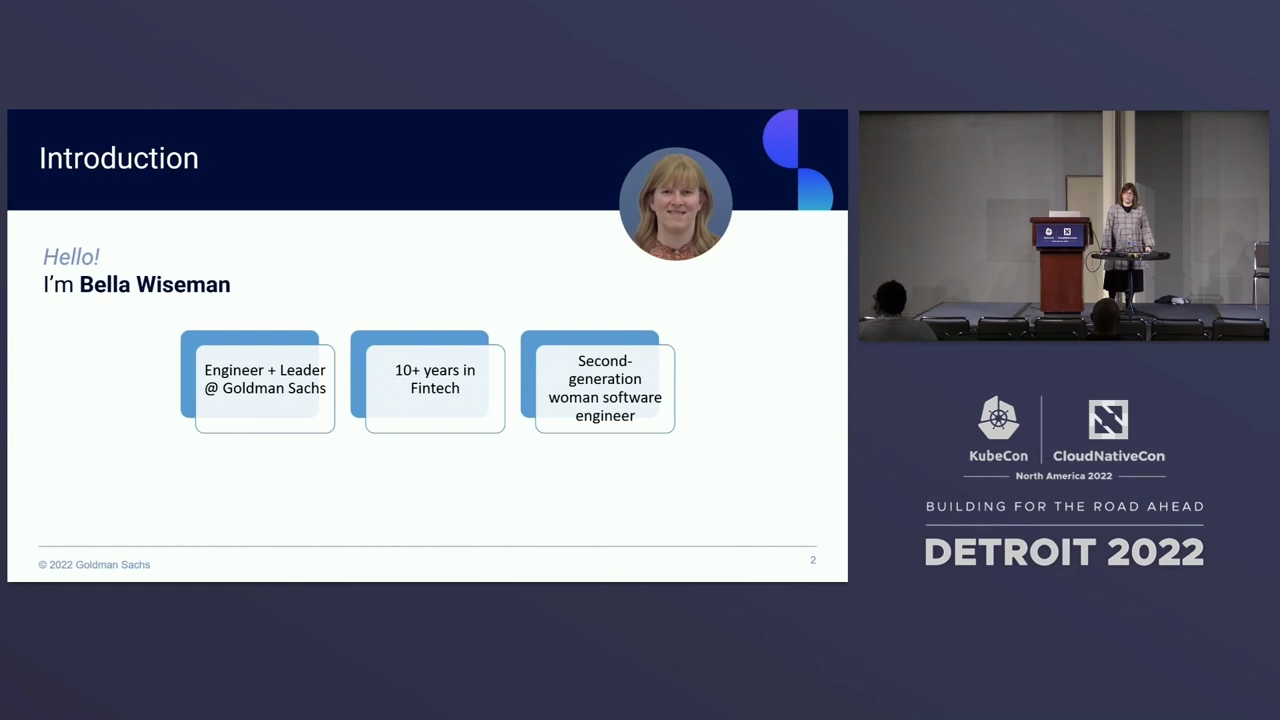 Introduction
Hello!
I'm Bella Wiseman
Engineer + Leader
@ Goldman Sachs
10+ years in
Fintech
Second-
generation
woman software
engineer
© 2022 Goldman Sachs
2
KubeCon
CloudNativeCon
North America 2022
BUILDING FOR THE ROAD AHEAD
DETROIT 2022